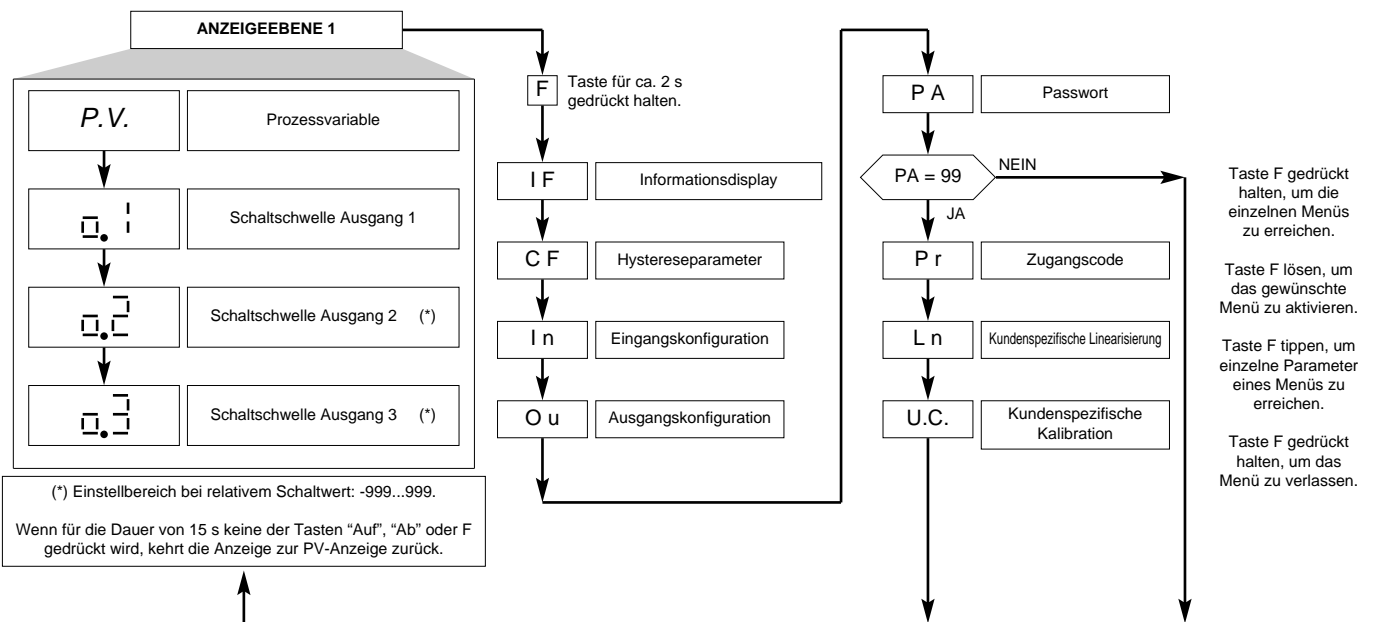 ANZEIGEEBENE 1
P.V.
Prozessvariable
o.1
Schaltschwelle Ausgang 1
o.2
Schaltschwelle Ausgang 2 (*)
o.3
Schaltschwelle Ausgang 3 (*)
(*) Einstellbereich bei relativem Schaltwert: -999...999.
Wenn für die Dauer von 15 s keine der Tasten “Auf”, “Ab” oder F
gedrückt wird, kehrt die Anzeige zur PV-Anzeige zurück.
F
Taste für ca. 2 s
gedrückt halten.
I F
Informationsdisplay
C F
Hystereseparameter
I n
Eingangskonfiguration
O u
Ausgangskonfiguration
P A
Passwort
PA = 99
NEIN
JA
P r
Zugangscode
L n
Kundenspezifische Linearisierung
U.C.
Kundenspezifische
Kalibration
Taste F gedrückt
halten, um die
einzelnen Menüs
zu erreichen.
Taste F lösen, um
das gewünschte
Menü zu aktivieren.
Taste F tippen, um
einzelne Parameter
eines Menüs zu
erreichen.
Taste F gedrückt
halten, um das
Menü zu verlassen.